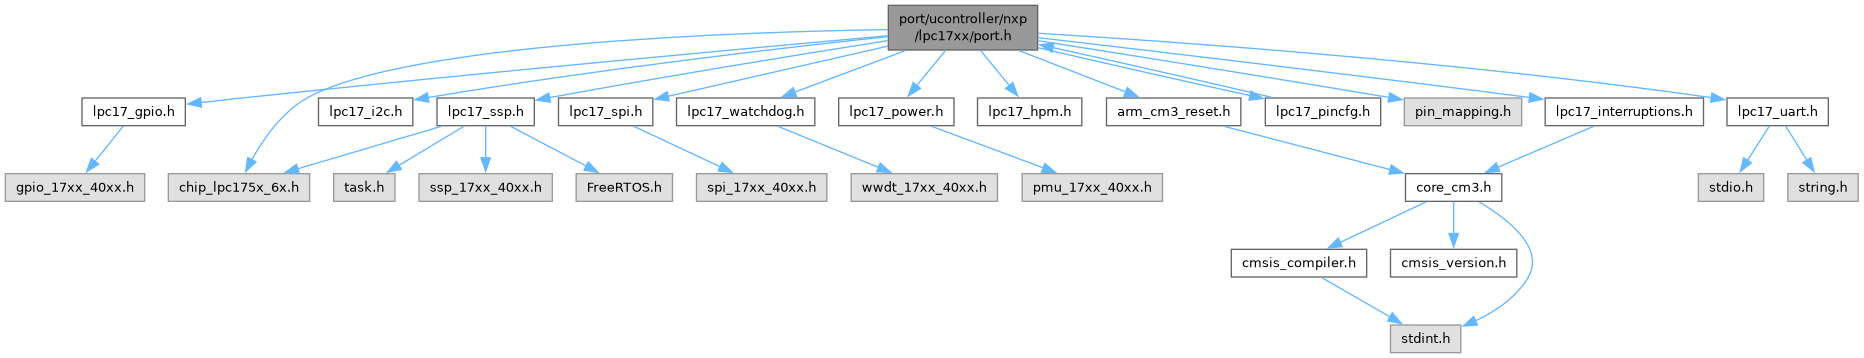 port/ucontroller/nxp
/lpc17xx/port.h
lpc17_gpio.h
lpc17_i2c.h
lpc17_ssp.h
lpc17_spi.h
lpc17_watchdog.h
lpc17_power.h
lpc17_hpm.h
arm_cm3_reset.h
lpc17_pincfg.h
pin_mapping.h
lpc17_interruptions.h
lpc17_uart.h
gpio_17xx_40xx.h
chip_lpc175x_6x.h
task.h
ssp_17xx_40xx.h
FreeRTOS.h
spi_17xx_40xx.h
wwdt_17xx_40xx.h
pmu_17xx_40xx.h
core_cm3.h
stdio.h
string.h
cmsis_compiler.h
cmsis_version.h
stdint.h